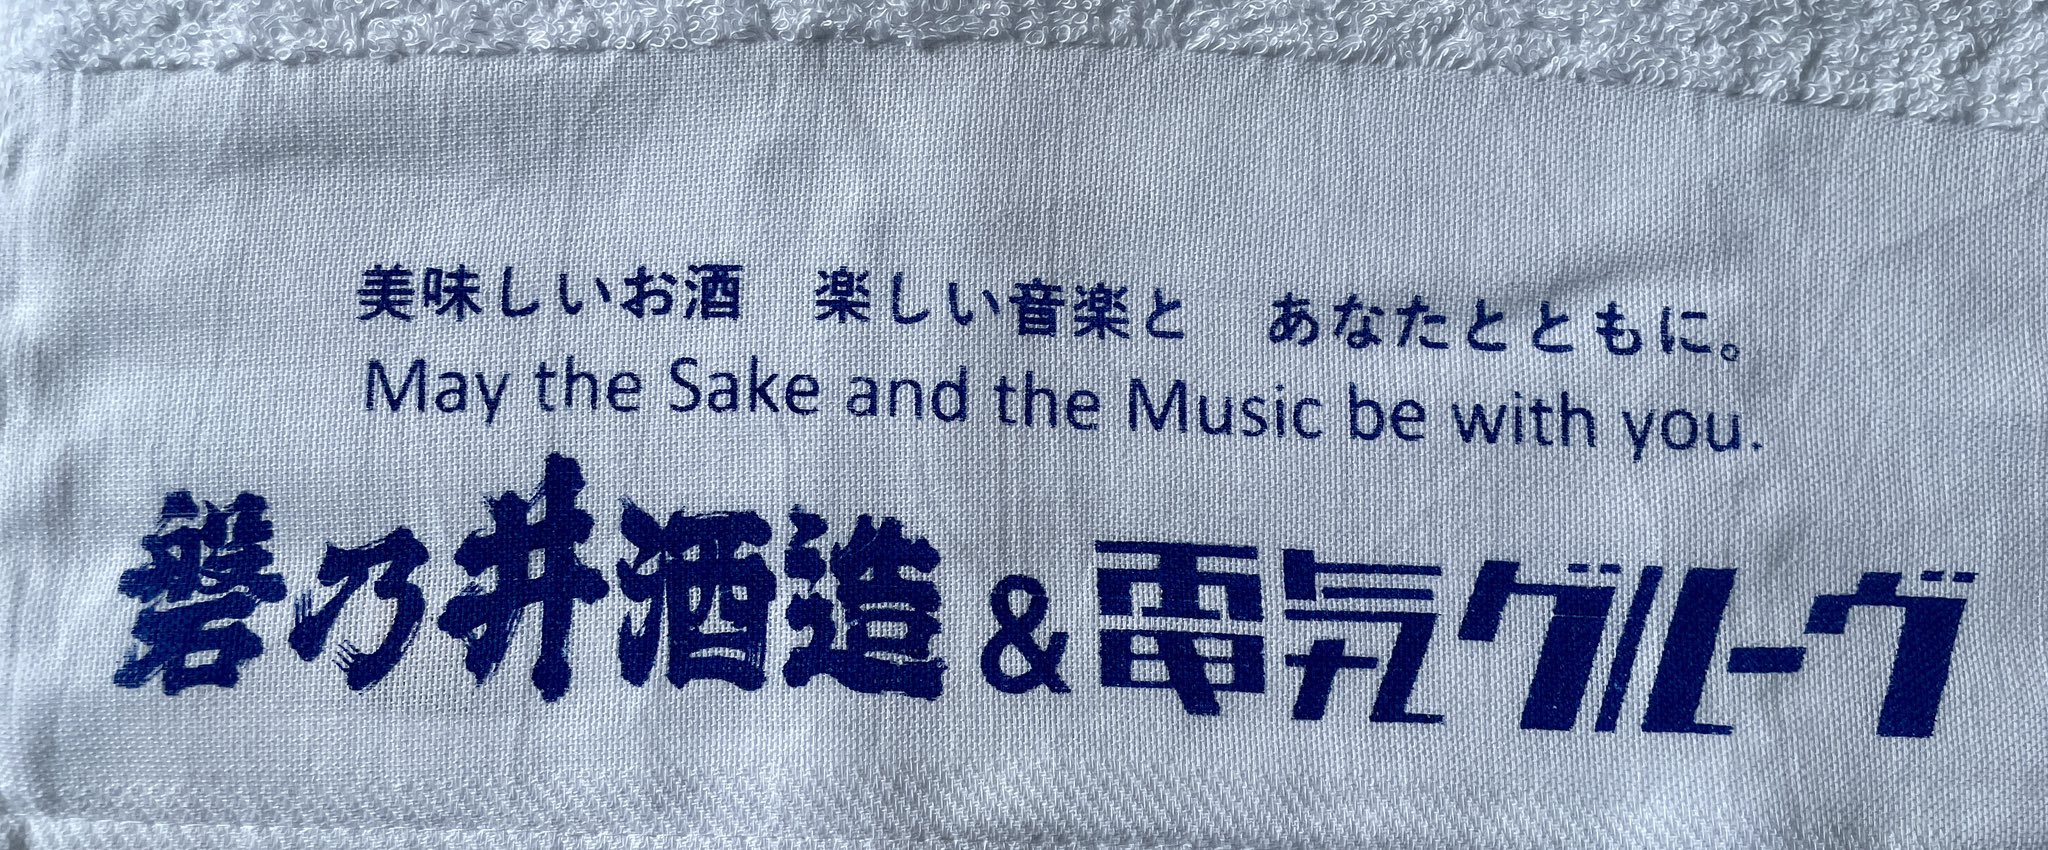 美味しいお酒　楽しい音楽と　あなたとともに。
May the Sake and the Music be with you.
磐乃井酒造&電気グルーヴ